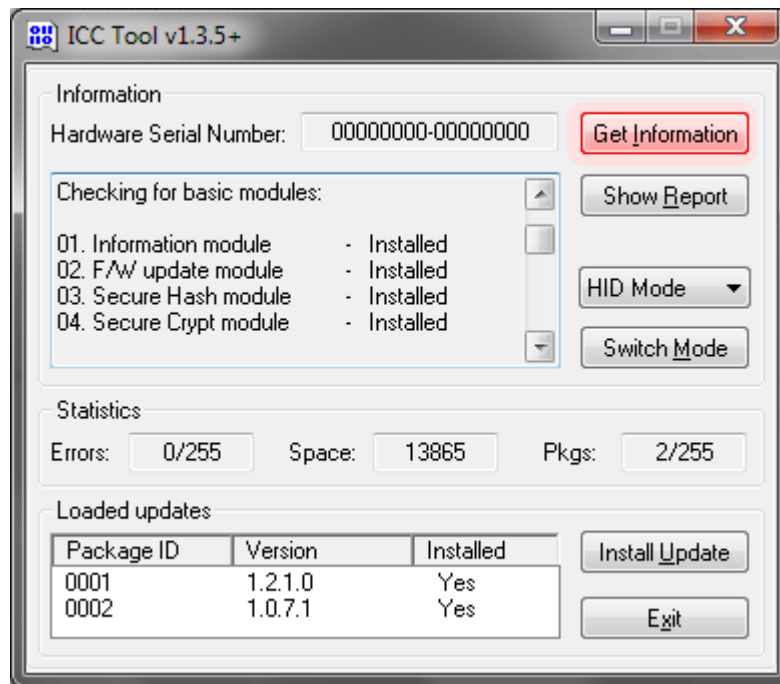 ICC Tool v1.3.5+
Information
Hardware Serial Number: 00000000-00000000 Get Information
Checking for basic modules:
Show Report
01. Information module - Installed
02. F/W update module - Installed
03. Secure Hash module - Installed
04. Secure Crypt module - Installed
HID Mode
Switch Mode
Statistics
Errors: 0/255 Space: 13865 Pkgs: 2/255
Loaded updates
Package ID Version Installed
0001 1.2.1.0 Yes
0002 1.0.7.1 Yes
Install Update
Exit